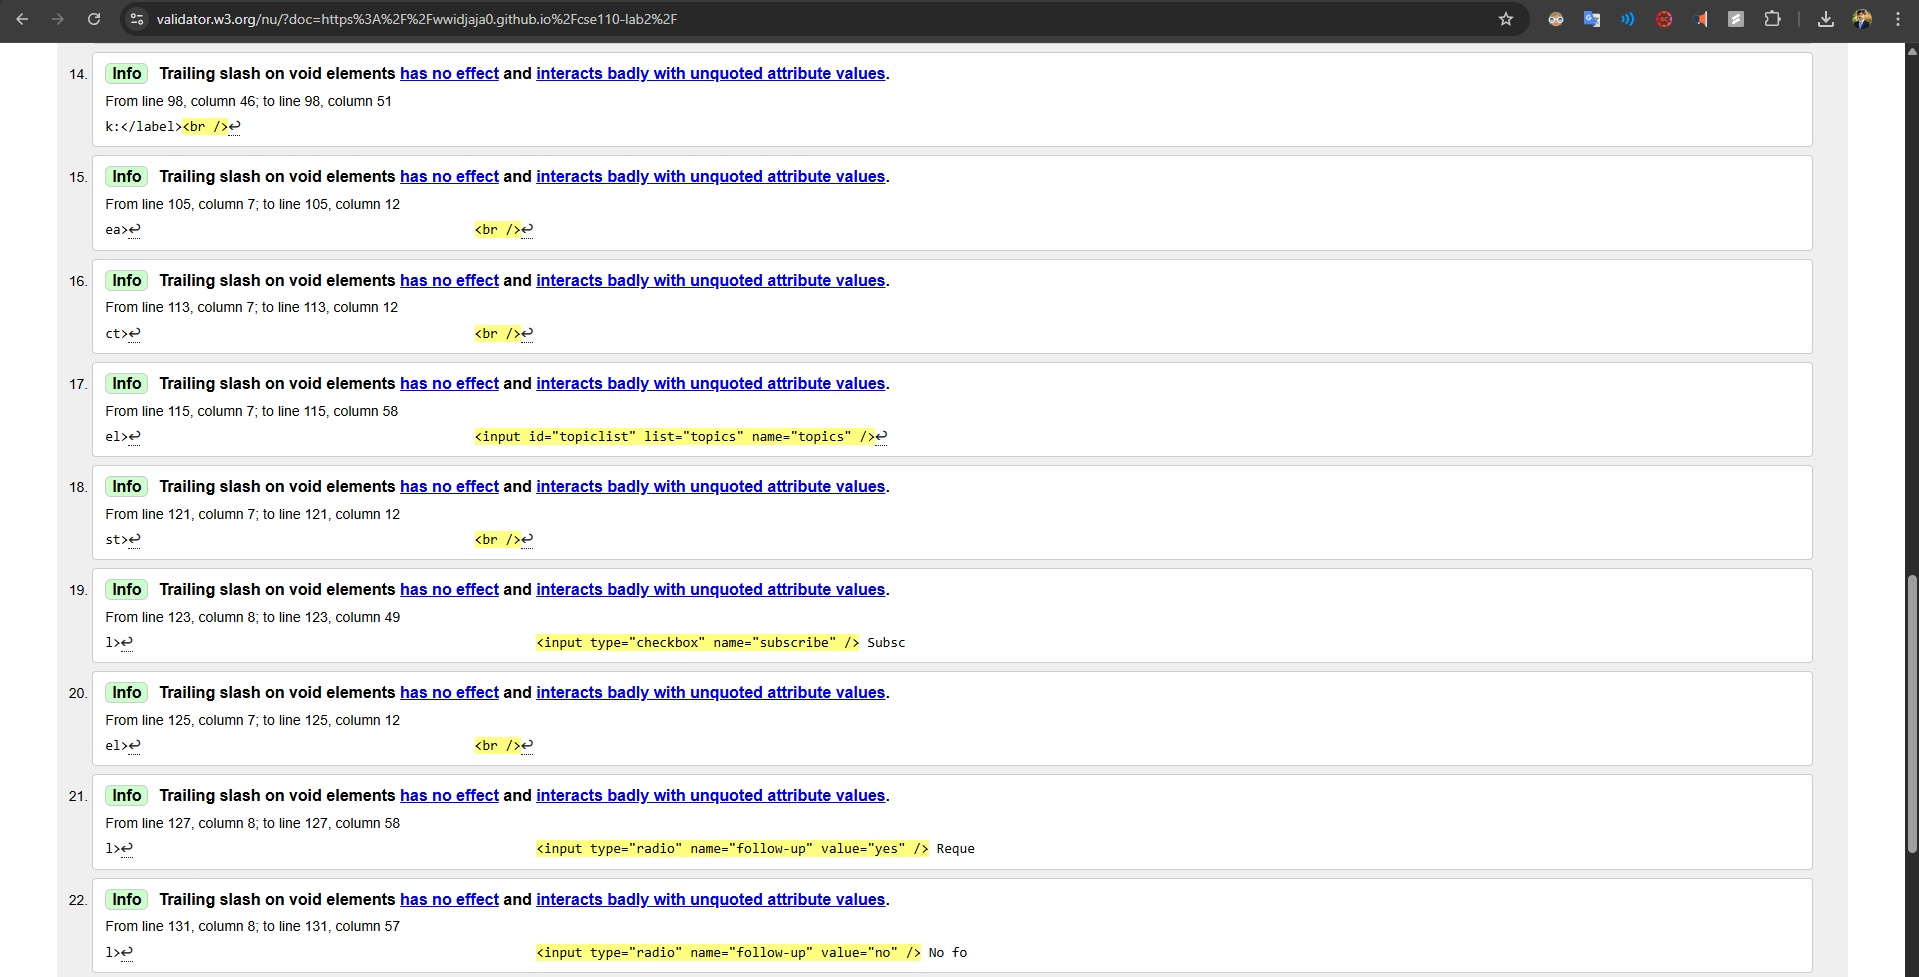 validator.w3.org/nu/?doc=https%3A%2F%2Fwwidjaja0.github.io%2Fcse110-lab2%2F
14. Info Trailing slash on void elements has no effect and interacts badly with unquoted attribute values.
From line 98, column 46; to line 98, column 51
k:</label><br />↩
15. Info Trailing slash on void elements has no effect and interacts badly with unquoted attribute values.
From line 105, column 7; to line 105, column 12
ea>↩ <br />↩
16. Info Trailing slash on void elements has no effect and interacts badly with unquoted attribute values.
From line 113, column 7; to line 113, column 12
ct>↩ <br />↩
17. Info Trailing slash on void elements has no effect and interacts badly with unquoted attribute values.
From line 115, column 7; to line 115, column 58
el>↩ <input id="topiclist" list="topics" name="topics" />↩
18. Info Trailing slash on void elements has no effect and interacts badly with unquoted attribute values.
From line 121, column 7; to line 121, column 12
st>↩ <br />↩
19. Info Trailing slash on void elements has no effect and interacts badly with unquoted attribute values.
From line 123, column 8; to line 123, column 49
l>↩ <input type="checkbox" name="subscribe" /> Subsc
20. Info Trailing slash on void elements has no effect and interacts badly with unquoted attribute values.
From line 125, column 7; to line 125, column 12
el>↩ <br />↩
21. Info Trailing slash on void elements has no effect and interacts badly with unquoted attribute values.
From line 127, column 8; to line 127, column 58
l>↩ <input type="radio" name="follow-up" value="yes" /> Reque
22. Info Trailing slash on void elements has no effect and interacts badly with unquoted attribute values.
From line 131, column 8; to line 131, column 57
l>↩ <input type="radio" name="follow-up" value="no" /> No fo